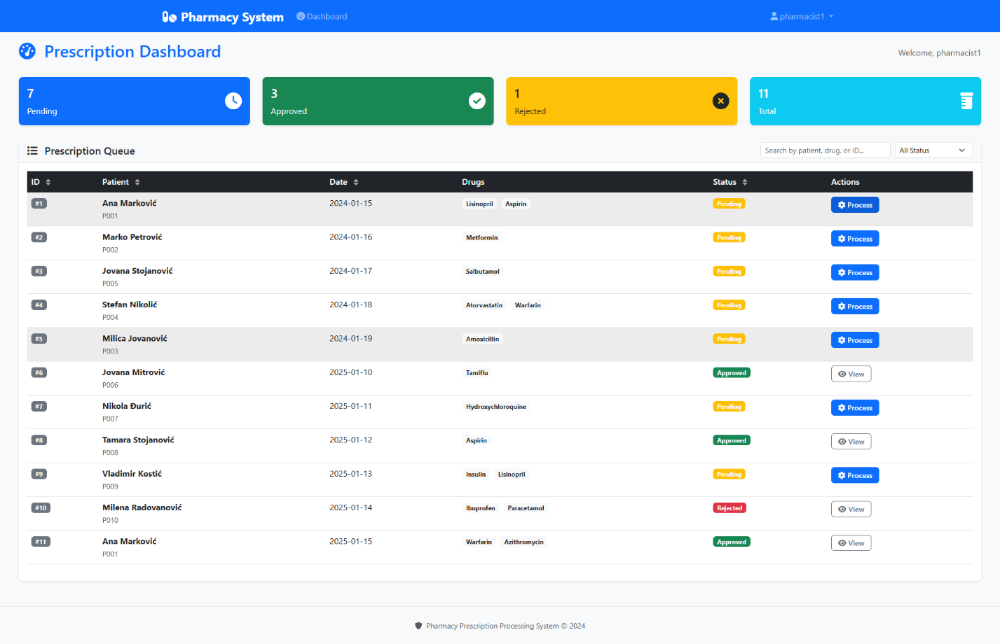 Pharmacy System Dashboard pharmacist1
Prescription Dashboard
Welcome, pharmacist1
7
Pending
3
Approved
1
Rejected
11
Total
Prescription Queue Search by patient, drug, or ID... All Status
ID Patient Date Drugs Status Actions
#1 Ana Marković 2024-01-15 Lisinopril Aspirin Pending Process
P001
#2 Marko Petrović 2024-01-16 Metformin Pending Process
P002
#3 Jovana Stojanović 2024-01-17 Salbutamol Pending Process
P005
#4 Stefan Nikolić 2024-01-18 Atorvastatin Warfarin Pending Process
P004
#5 Milica Jovanović 2024-01-19 Amoxicillin Pending Process
P003
#6 Jovana Mitrović 2025-01-10 Tamiflu Approved View
P006
#7 Nikola Đurić 2025-01-11 Hydroxychloroquine Pending Process
P007
#8 Tamara Stojanović 2025-01-12 Aspirin Approved View
P008
#9 Vladimir Kostić 2025-01-13 Insulin Lisinopril Pending Process
P009
#10 Milena Radovanović 2025-01-14 Ibuprofen Paracetamol Rejected View
P010
#11 Ana Marković 2025-01-15 Warfarin Azithromycin Approved View
P001
Pharmacy Prescription Processing System © 2024